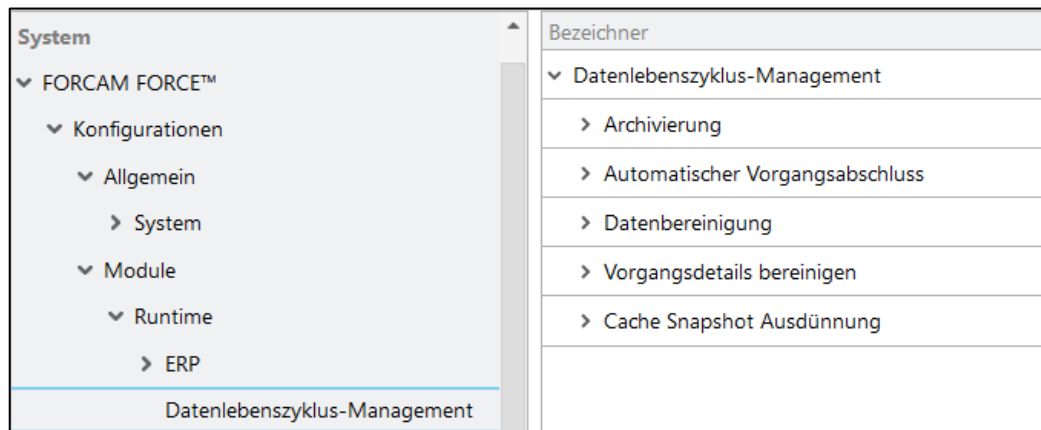 System
FORCAM FORCE™
Konfigurationen
Allgemein
System
Module
Runtime
ERP
Datenlebenszyklus-Management
Bezeichner
Datenlebenszyklus-Management
Archivierung
Automatischer Vorgangsabschluss
Datenbereinigung
Vorgangsdetails bereinigen
Cache Snapshot Ausdünnung